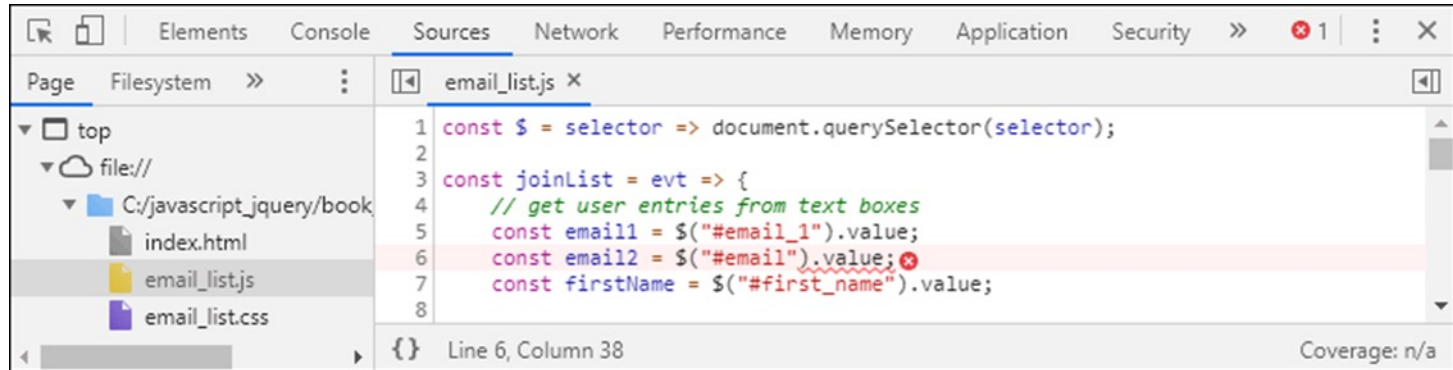 Elements Console Sources Network Performance Memory Application Security » 1
Page Filesystem »
email_list.js ×
top
file://
C:/javascript_jquery/book_
index.html
email_list.js
email_list.css
1 const $ = selector => document.querySelector(selector);
2
3 const joinList = evt => {
4 // get user entries from text boxes
5 const email1 = $("#email_1").value;
6 const email2 = $("#email").value;
7 const firstName = $("#first_name").value;
8
{} Line 6, Column 38
Coverage: n/a